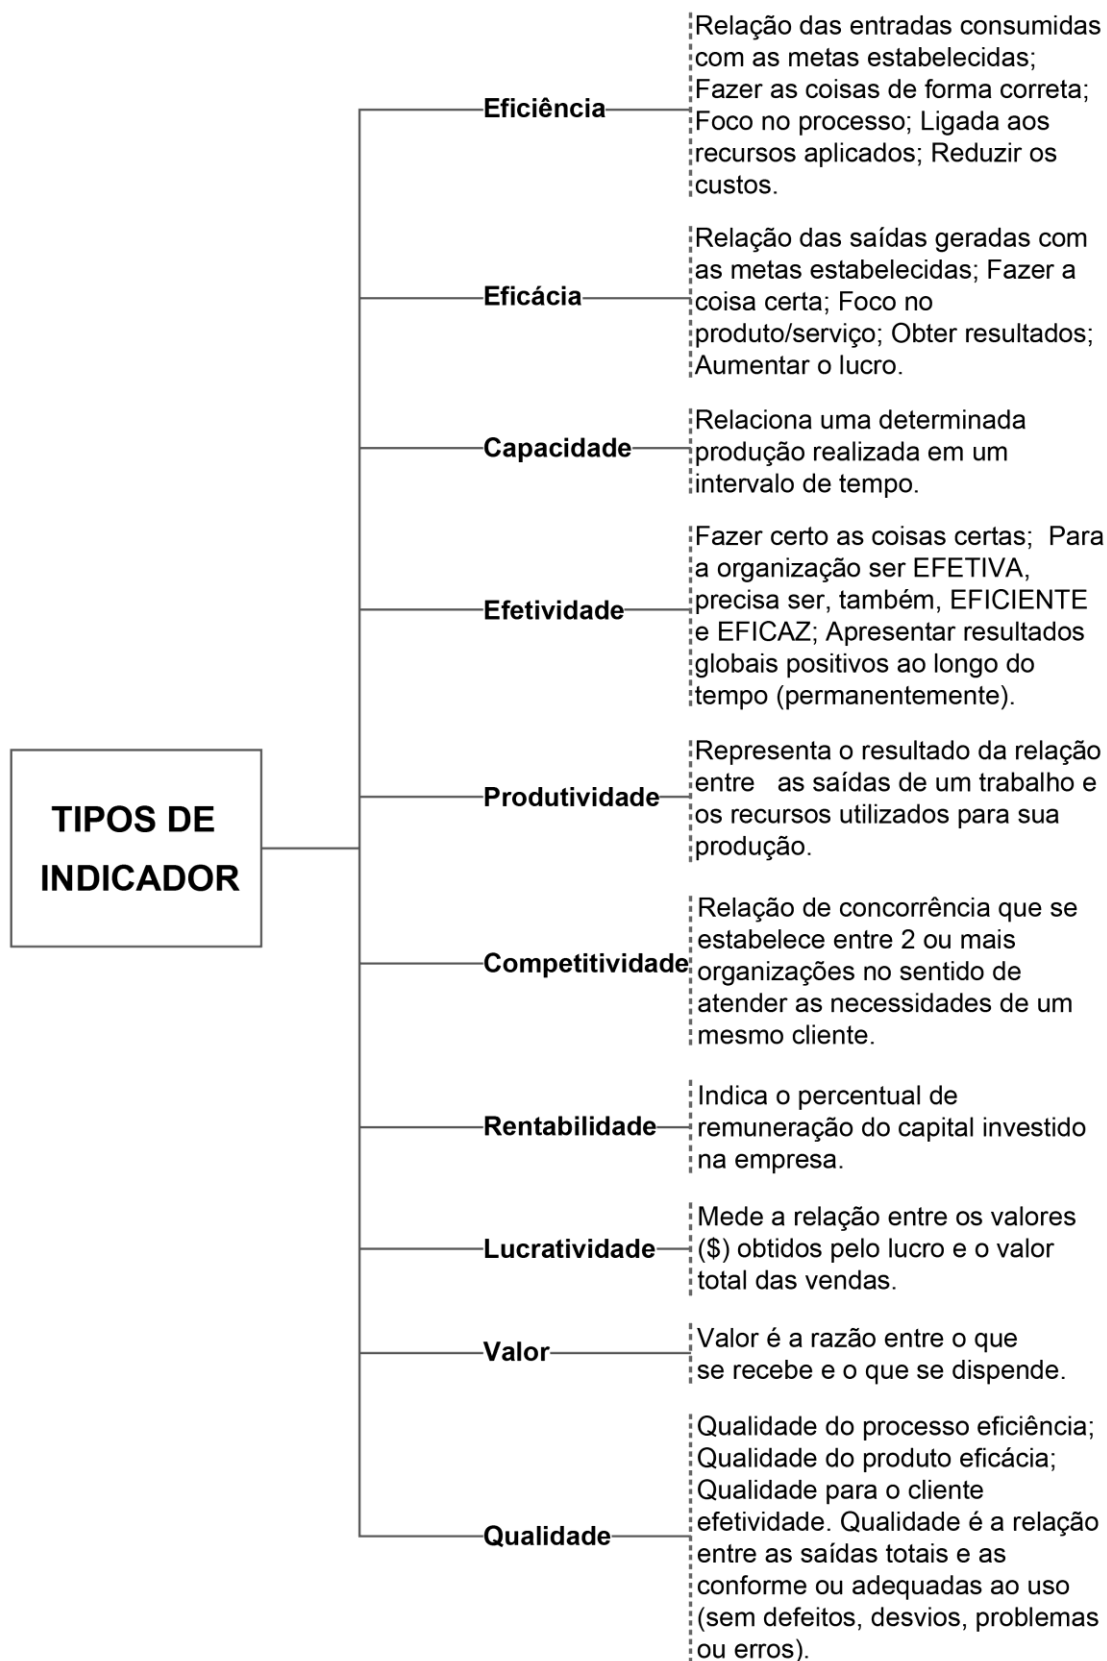 TIPOS DE
INDICADOR
Eficiência
Relação das entradas consumidas
com as metas estabelecidas;
Fazer as coisas de forma correta;
Foco no processo; Ligada aos
recursos aplicados; Reduzir os
custos.
Eficácia
Relação das saídas geradas com
as metas estabelecidas; Fazer a
coisa certa; Foco no
produto/serviço; Obter resultados;
Aumentar o lucro.
Capacidade
Relaciona uma determinada
produção realizada em um
intervalo de tempo.
Efetividade
Fazer certo as coisas certas;  Para
a organização ser EFETIVA,
precisa ser, também, EFICIENTE
e EFICAZ; Apresentar resultados
globais positivos ao longo do
tempo (permanentemente).
Produtividade
Representa o resultado da relação
entre   as saídas de um trabalho e
os recursos utilizados para sua
produção.
Competitividade
Relação de concorrência que se
estabelece entre 2 ou mais
organizações no sentido de
atender as necessidades de um
mesmo cliente.
Rentabilidade
Indica o percentual de
remuneração do capital investido
na empresa.
Lucratividade
Mede a relação entre os valores
($) obtidos pelo lucro e o valor
total das vendas.
Valor
Valor é a razão entre o que
se recebe e o que se dispende.
Qualidade
Qualidade do processo eficiência;
Qualidade do produto eficácia;
Qualidade para o cliente
efetividade. Qualidade é a relação
entre as saídas totais e as
conforme ou adequadas ao uso
(sem defeitos, desvios, problemas
ou erros).